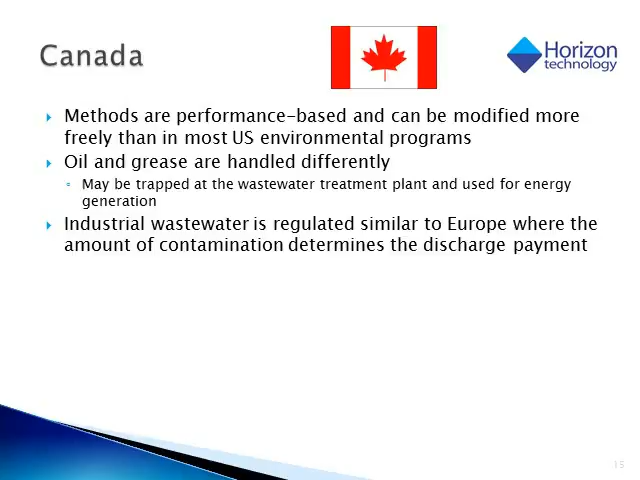 Canada
Horizon
technology
Methods are performance-based and can be modified more
freely than in most US environmental programs
Oil and grease are handled differently
May be trapped at the wastewater treatment plant and used for energy
generation
Industrial wastewater is regulated similar to Europe where the
amount of contamination determines the discharge payment
15